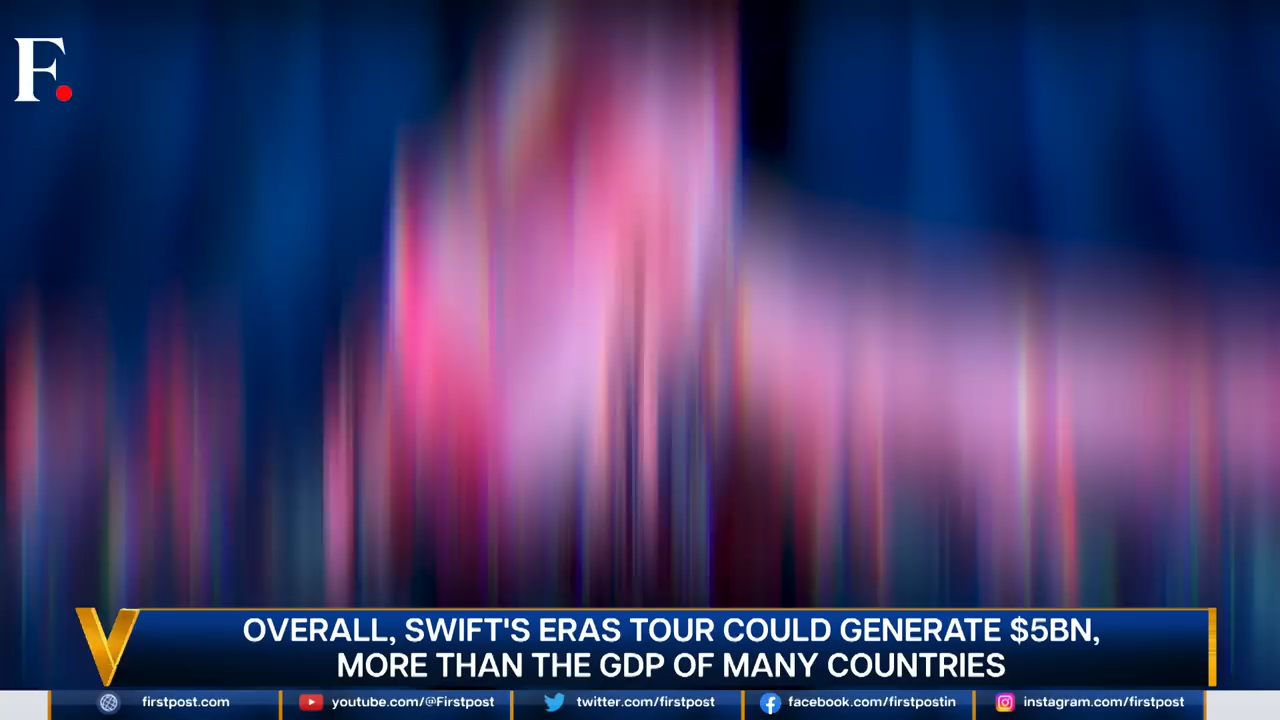 F.
OVERALL, SWIFT'S ERAS TOUR COULD GENERATE $5BN,
MORE THAN THE GDP OF MANY COUNTRIES
firstpost.com
youtube.com/@Firstpost
twitter.com/firstpost
facebook.com/firstpostin
instagram.com/firstpost